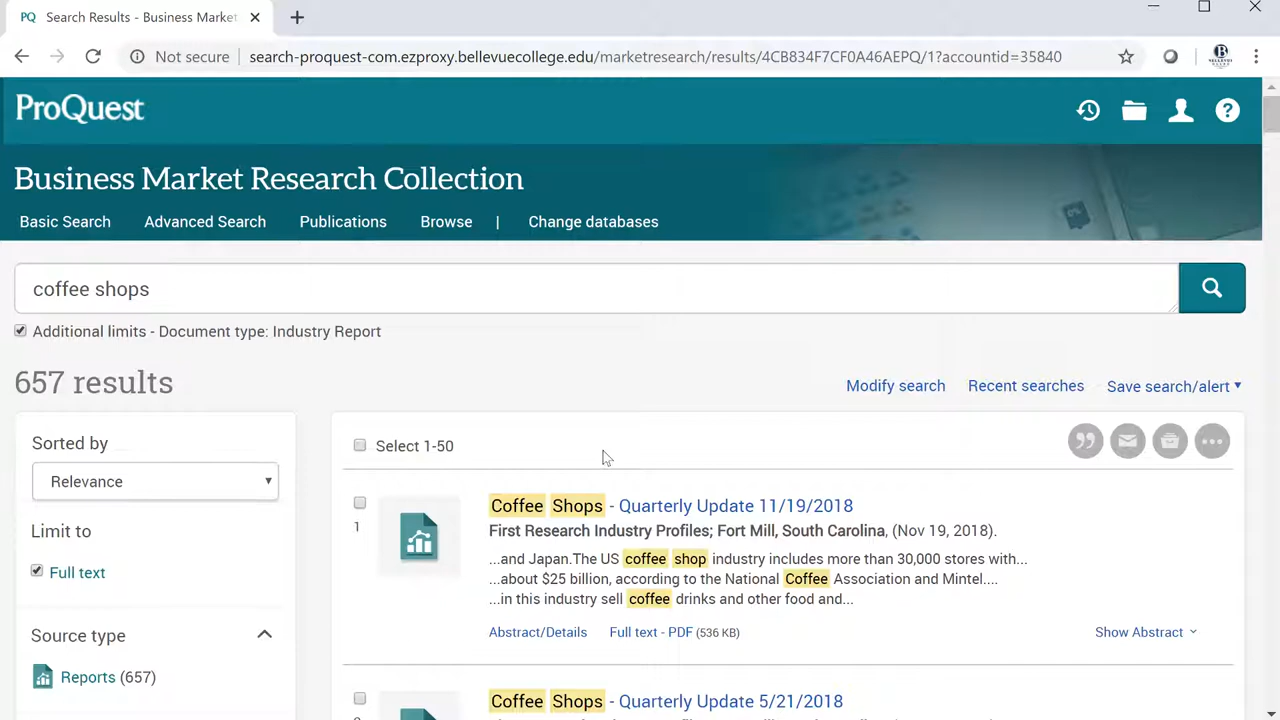 PQ Search Results - Business Market
Not secure search-proquest-com.ezproxy.bellevuecollege.edu/marketresearch/results/4CB834F7CF0A46AEPQ/1?accountid=35840
ProQuest
Business Market Research Collection
Basic Search Advanced Search Publications Browse | Change databases
coffee shops
Additional limits - Document type: Industry Report
657 results
Modify search Recent searches Save search/alert
Sorted by
Relevance
Limit to
Full text
Source type
Reports (657)
Select 1-50
1
Coffee Shops - Quarterly Update 11/19/2018
First Research Industry Profiles; Fort Mill, South Carolina, (Nov 19, 2018).
...and Japan.The US coffee shop industry includes more than 30,000 stores with...
...about $25 billion, according to the National Coffee Association and Mintel....
...in this industry sell coffee drinks and other food and...
Abstract/Details Full text - PDF (536 KB) Show Abstract
Coffee Shops - Quarterly Update 5/21/2018